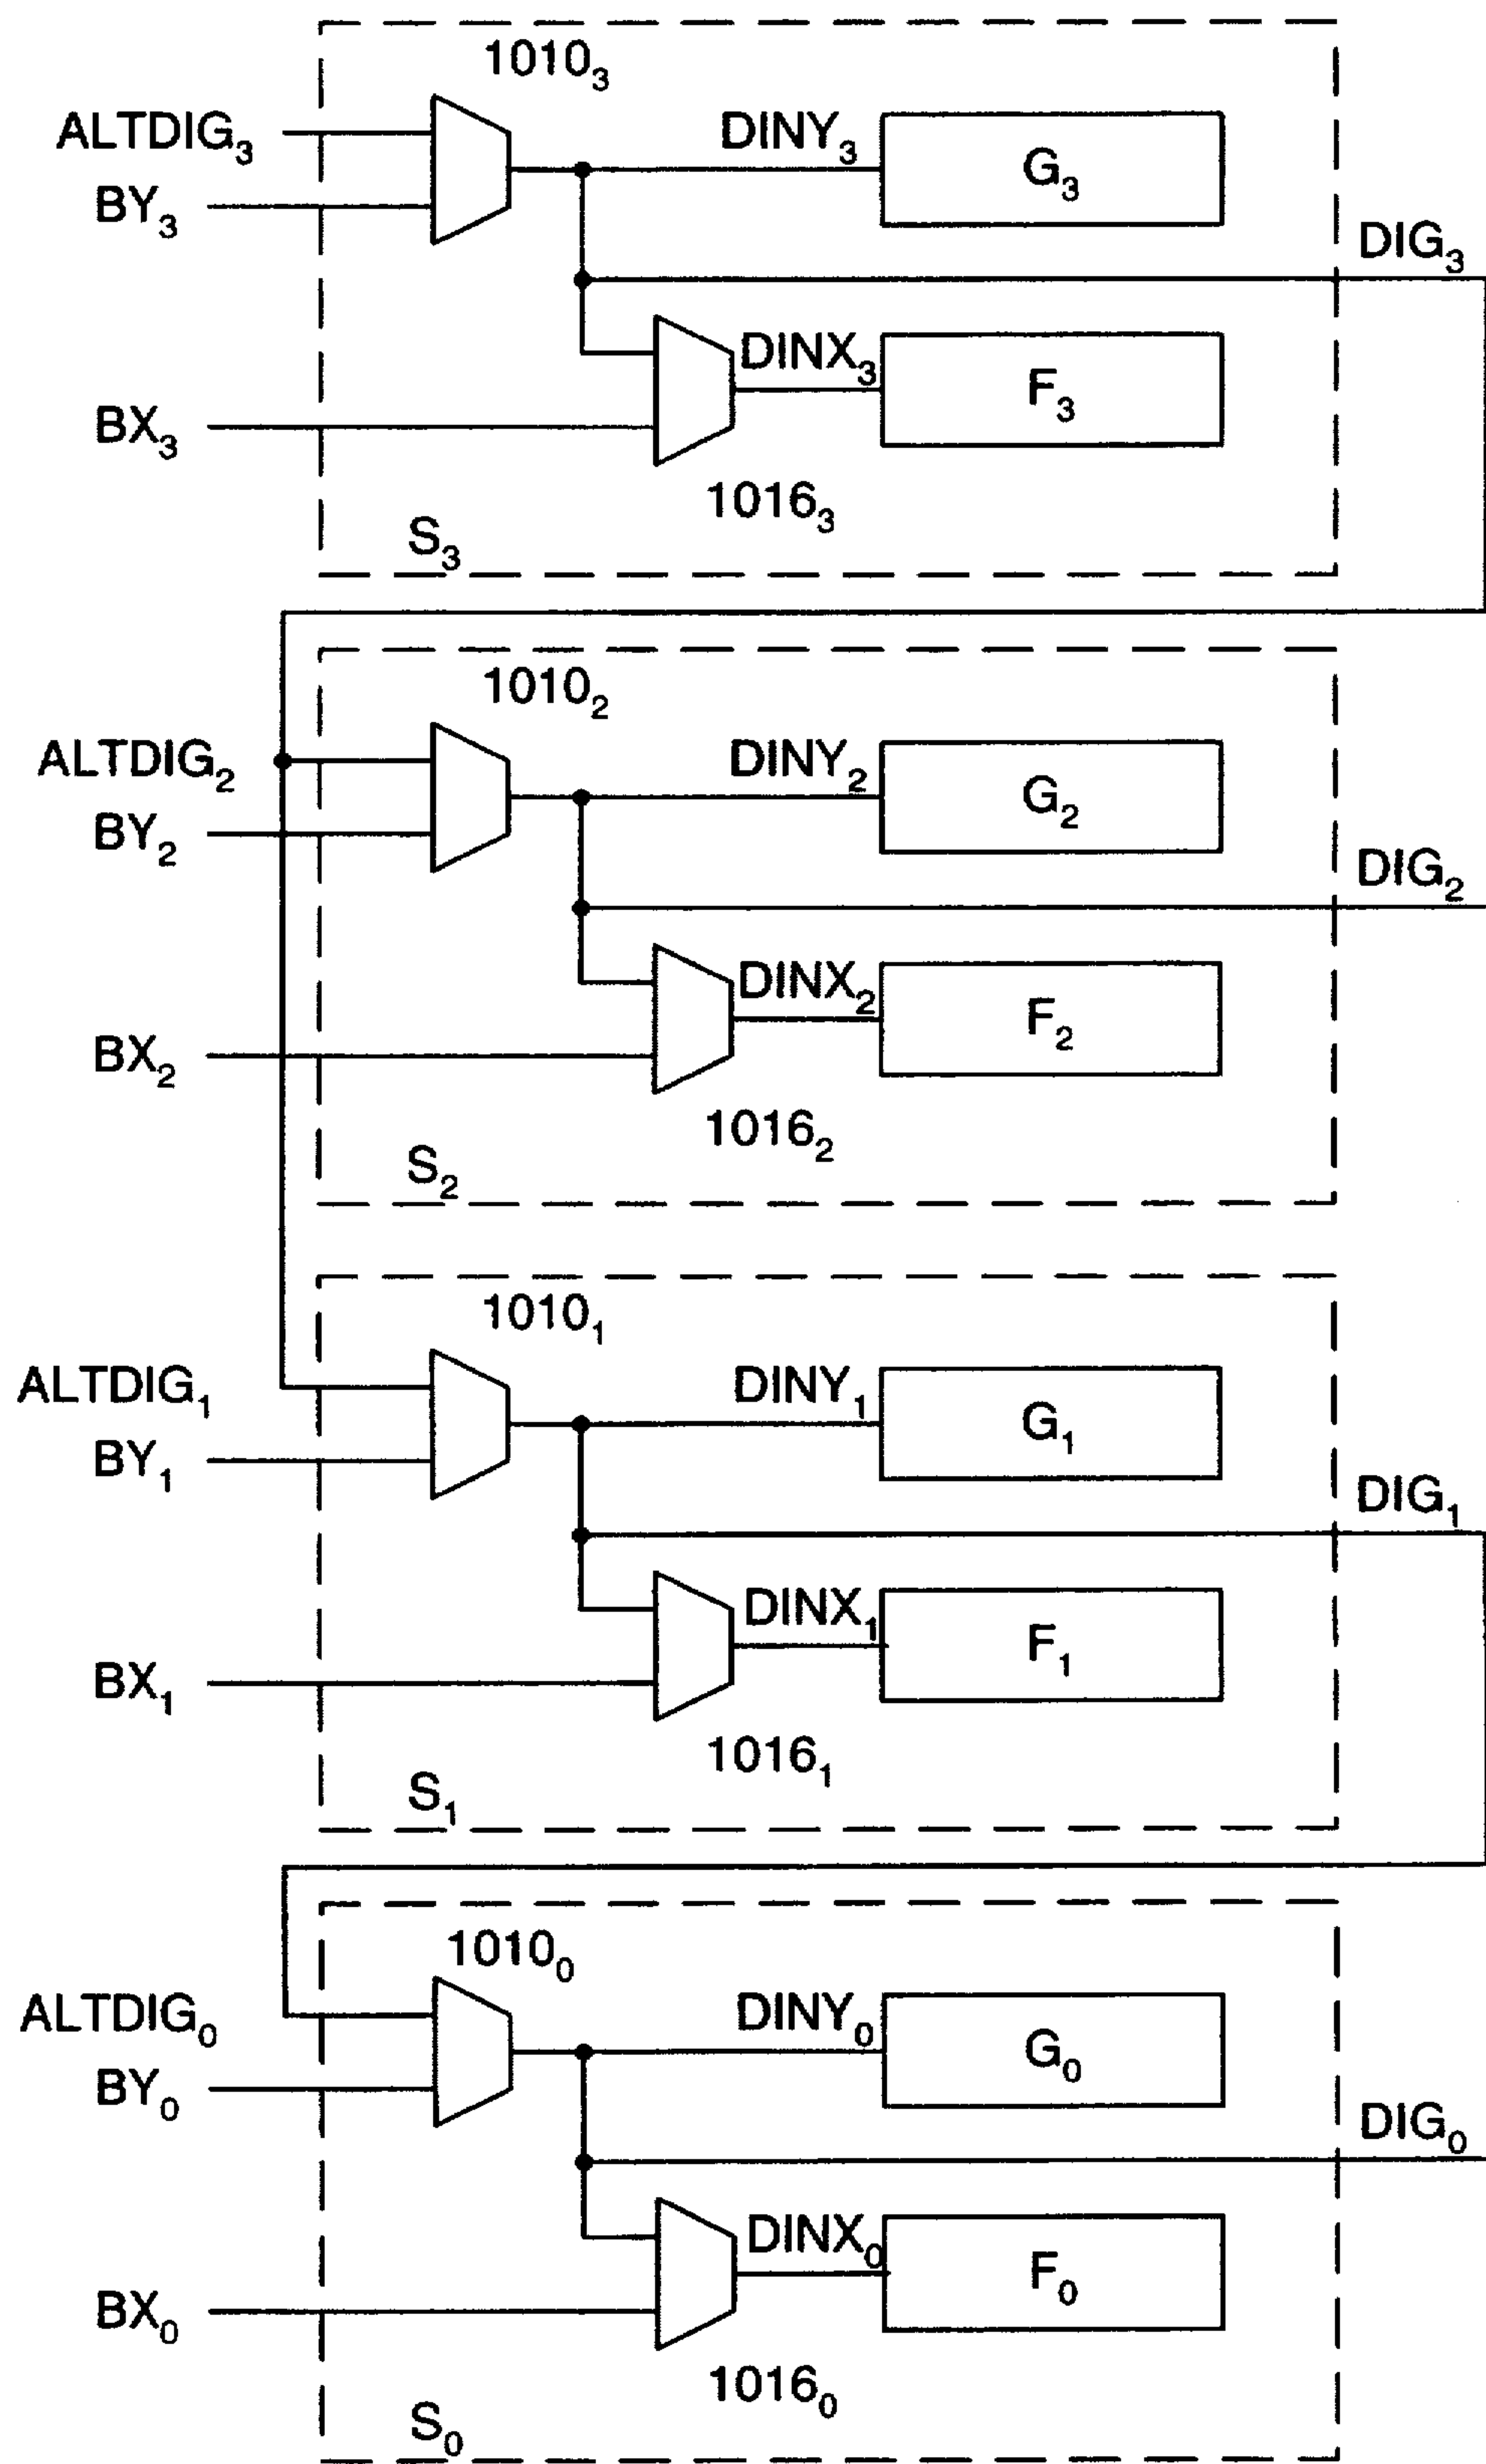 1010₃
ALTDIG₃
DINY₃
G₃
BY₃
DIG₃
DINX₃
F₃
BX₃
1016₃
S₃
1010₂
ALTDIG₂
DINY₂
G₂
BY₂
DIG₂
DINX₂
F₂
BX₂
1016₂
S₂
1010₁
ALTDIG₁
DINY₁
G₁
BY₁
DIG₁
DINX₁
F₁
BX₁
1016₁
S₁
1010₀
ALTDIG₀
DINY₀
G₀
BY₀
DIG₀
DINX₀
F₀
BX₀
1016₀
S₀